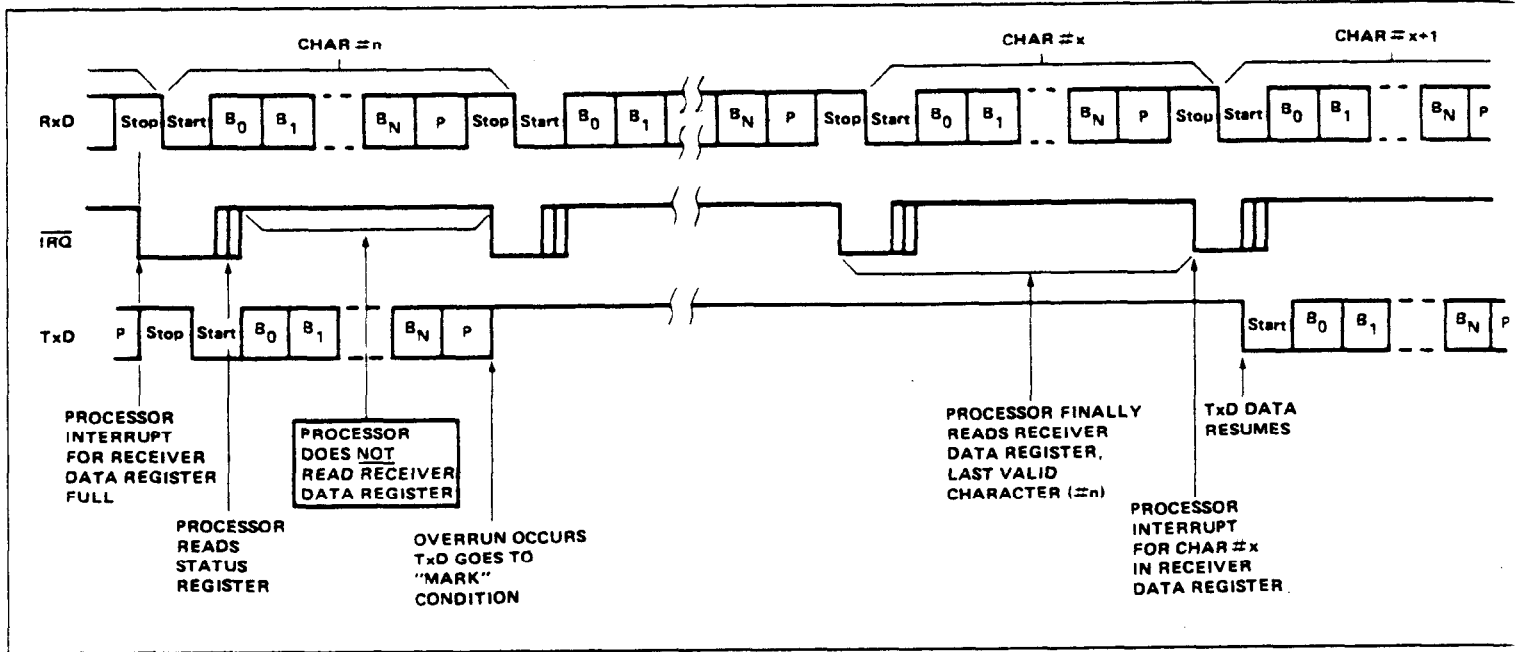 CHAR #n
CHAR #x
CHAR #x+1
RxD
Stop Start B0 B1 BN P Stop Start B0 B1 BN P Stop Start B0 B1 BN P Stop Start B0 B1 BN P
IRQ
TxD
P Stop Start B0 B1 BN P Start B0 B1 BN P
PROCESSOR
INTERRUPT
FOR RECEIVER
DATA REGISTER
FULL
PROCESSOR
READS
STATUS
REGISTER
PROCESSOR
DOES NOT
READ RECEIVER
DATA REGISTER
OVERRUN OCCURS
TxD GOES TO
"MARK"
CONDITION
PROCESSOR FINALLY
READS RECEIVER
DATA REGISTER,
LAST VALID
CHARACTER (#n)
PROCESSOR
INTERRUPT
FOR CHAR #x
IN RECEIVER
DATA REGISTER
TxD DATA
RESUMES